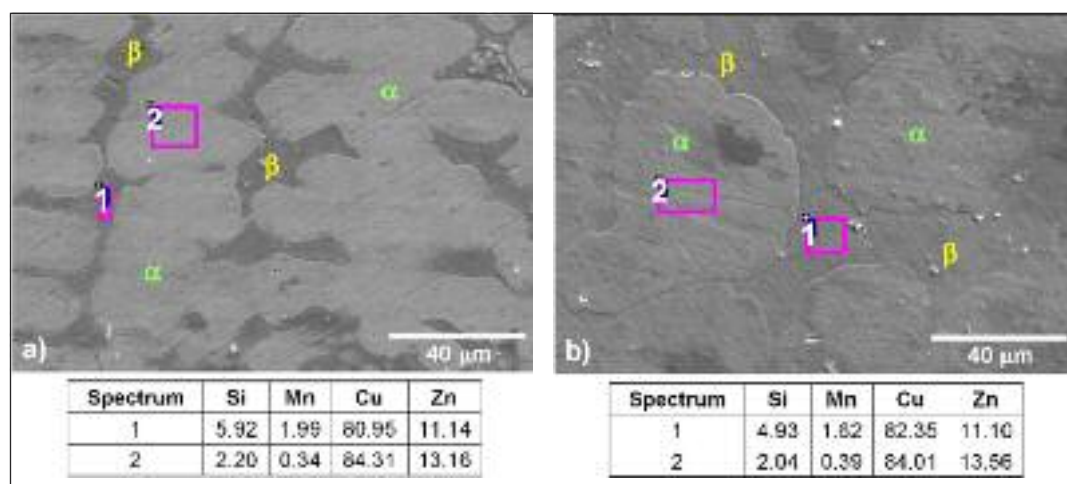 β
α
2
β
1
α
a)
40 μm
β
α
α
2
1
β
b)
40 μm
Spectrum Si Mn Cu Zn
1 5.92 1.99 80.95 11.14
2 2.20 0.34 84.31 13.16
Spectrum Si Mn Cu Zn
1 4.93 1.62 82.35 11.10
2 2.04 0.39 84.01 13.56